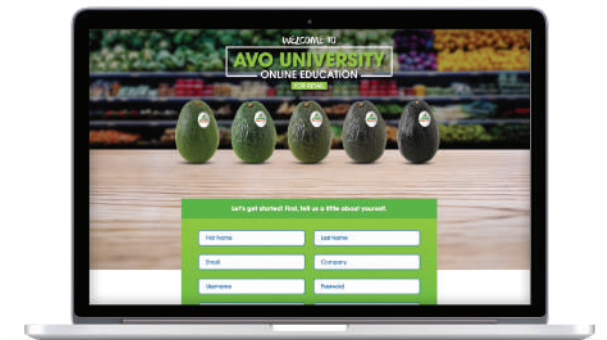 WELCOME TO
AVO UNIVERSITY
ONLINE EDUCATION
FOR RETAIL
Let's get started! First, tell us a little about yourself.
First Name
Last Name
Email
Company
Username
Password